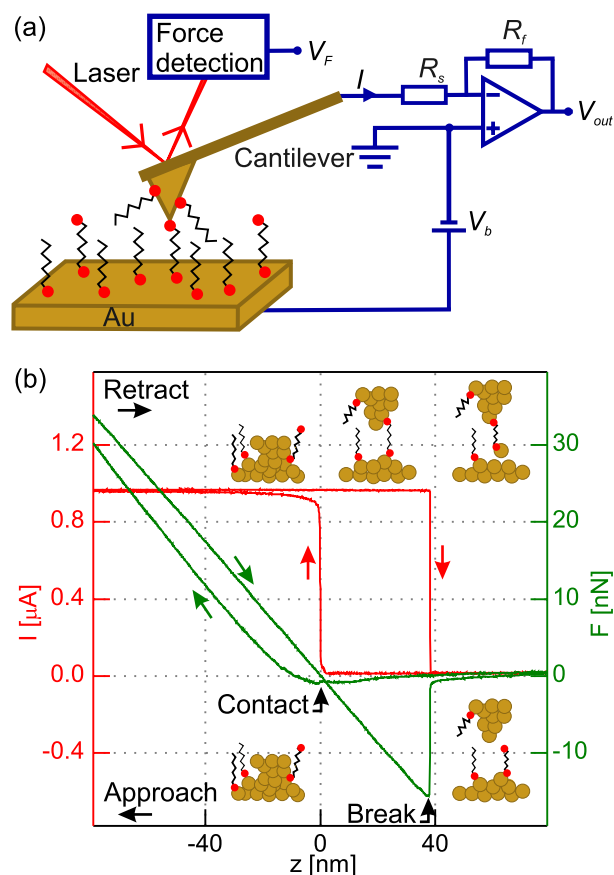 (a)
Force
detection
V_F
Laser
I
R_s
R_f
V_out
Cantilever
V_b
Au
(b)
Retract
1.2
0.9
0.4
0.0
-0.4
I [μA]
30
20
10
0
-10
F [nN]
Contact
Approach
Break
-40
0
40
z [nm]